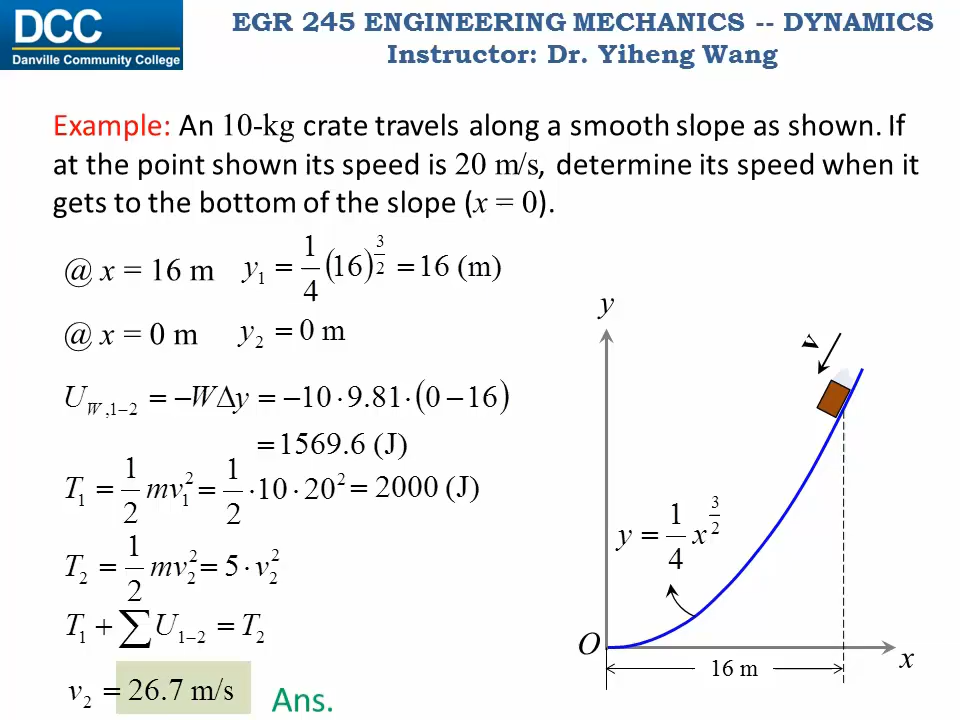 DCC
Danville Community College
EGR 245 ENGINEERING MECHANICS -- DYNAMICS
Instructor: Dr. Yiheng Wang
Example: An 10-kg crate travels along a smooth slope as shown. If
at the point shown its speed is 20 m/s, determine its speed when it
gets to the bottom of the slope (x = 0).
@ x = 16 m y₁ = 1/4 (16)^(3/2) = 16 (m)
@ x = 0 m y₂ = 0 m
U_W,1–2 = –WΔy = –10·9.81·(0–16)
= 1569.6 (J)
T₁ = 1/2 mv₁² = 1/2 ·10·20² = 2000 (J)
T₂ = 1/2 mv₂² = 5·v₂²
T₁ + ∑U₁₋₂ = T₂
v₂ = 26.7 m/s Ans.
y
v
y = 1/4 x^(3/2)
O
16 m
x